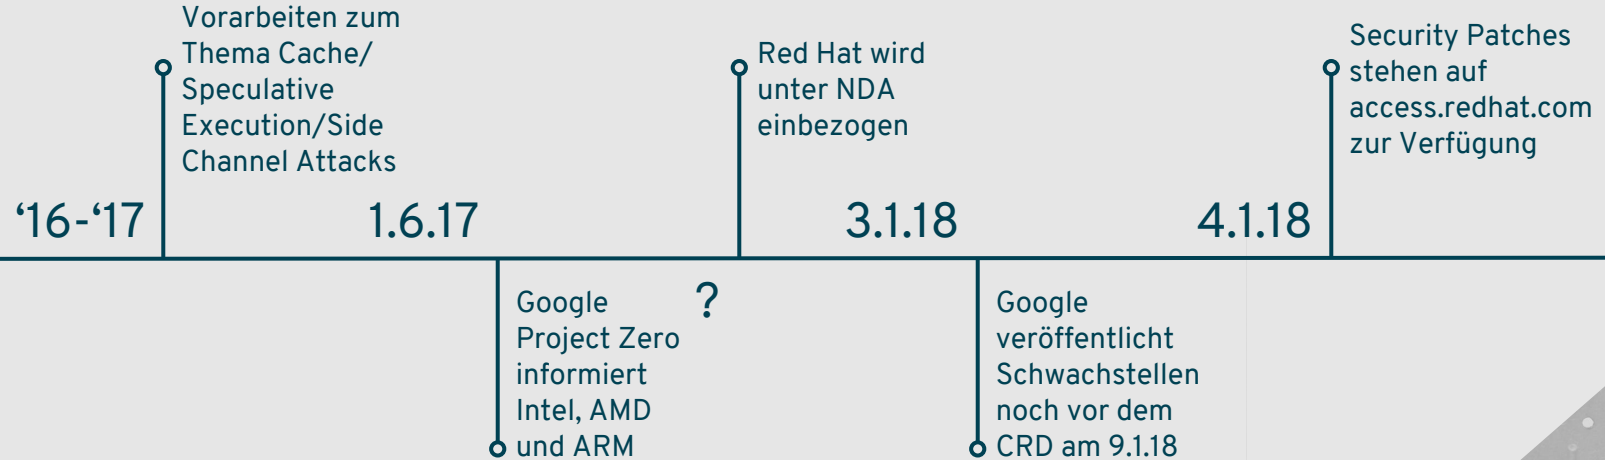 ‘16-‘17
Vorarbeiten zum
Thema Cache/
Speculative
Execution/Side
Channel Attacks
1.6.17
Google
Project Zero
informiert
Intel, AMD
und ARM
?
Red Hat wird
unter NDA
einbezogen
3.1.18
Google
veröffentlicht
Schwachstellen
noch vor dem
CRD am 9.1.18
4.1.18
Security Patches
stehen auf
access.redhat.com
zur Verfügung